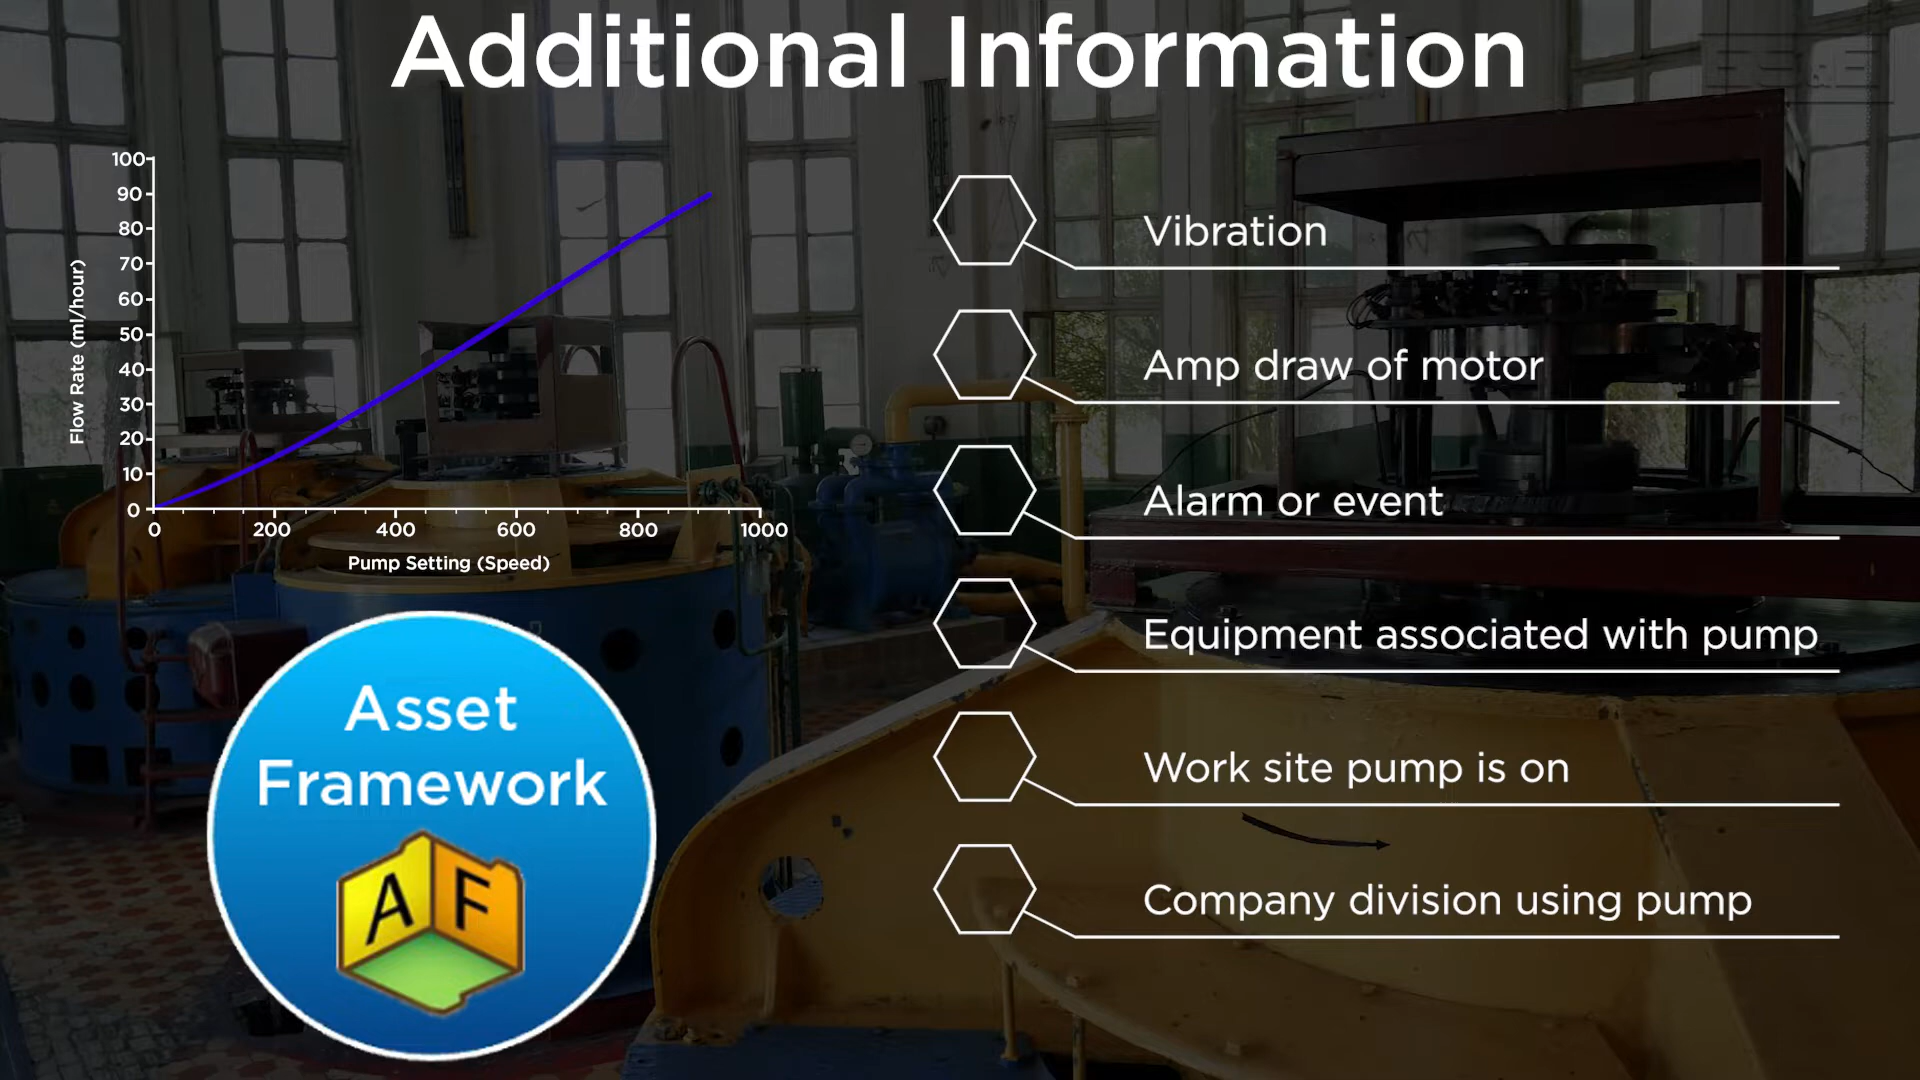 Additional Information
100
90
80
70
60
50
40
30
20
10
0
Flow Rate (ml/hour)
0 200 400 600 800 1000
Pump Setting (Speed)
Asset
Framework
A F
Vibration
Amp draw of motor
Alarm or event
Equipment associated with pump
Work site pump is on
Company division using pump